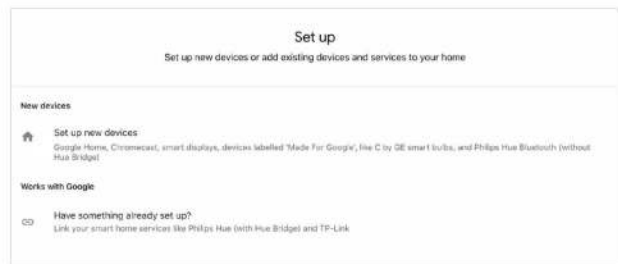 Set up
Set up new devices or add existing devices and services to your home
New devices
Set up new devices
Google Home, Chromecast, smart displays, devices labelled 'Made For Google', like C by GE smart bulbs, and Philips Hue Bluetooth (without
Hue Bridge)
Works with Google
Have something already set up?
Link your smart home services like Philips Hue (with Hue Bridge) and TP-Link